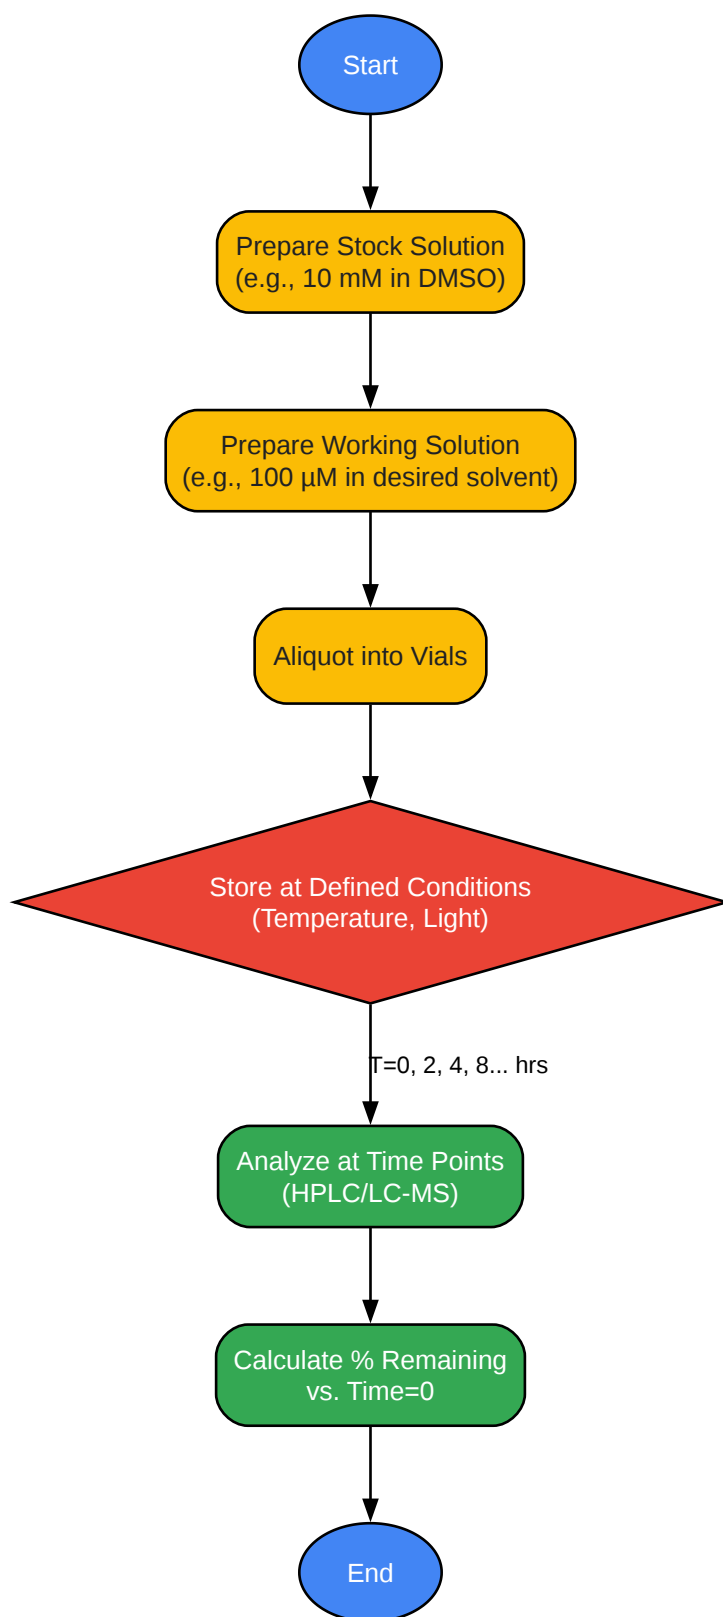 Start
Prepare Stock Solution
(e.g., 10 mM in DMSO)
Prepare Working Solution
(e.g., 100 µM in desired solvent)
Aliquot into Vials
Store at Defined Conditions
(Temperature, Light)
T=0, 2, 4, 8... hrs
Analyze at Time Points
(HPLC/LC-MS)
Calculate % Remaining
vs. Time=0
End